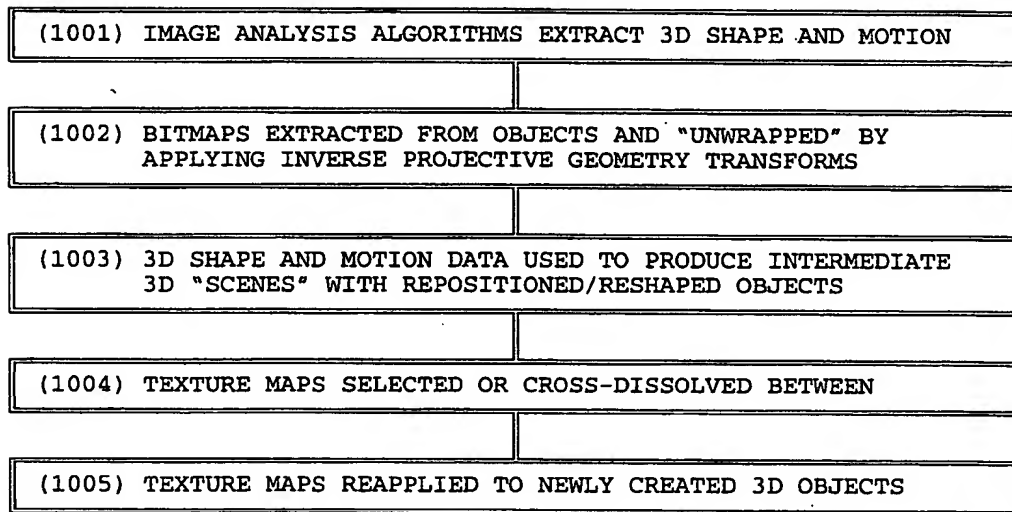 (1001) IMAGE ANALYSIS ALGORITHMS EXTRACT 3D SHAPE AND MOTION
(1002) BITMAPS EXTRACTED FROM OBJECTS AND "UNWRAPPED" BY
APPLYING INVERSE PROJECTIVE GEOMETRY TRANSFORMS
(1003) 3D SHAPE AND MOTION DATA USED TO PRODUCE INTERMEDIATE
3D "SCENES" WITH REPOSITIONED/RESHAPED OBJECTS
(1004) TEXTURE MAPS SELECTED OR CROSS-DISSOLVED BETWEEN
(1005) TEXTURE MAPS REAPPLIED TO NEWLY CREATED 3D OBJECTS